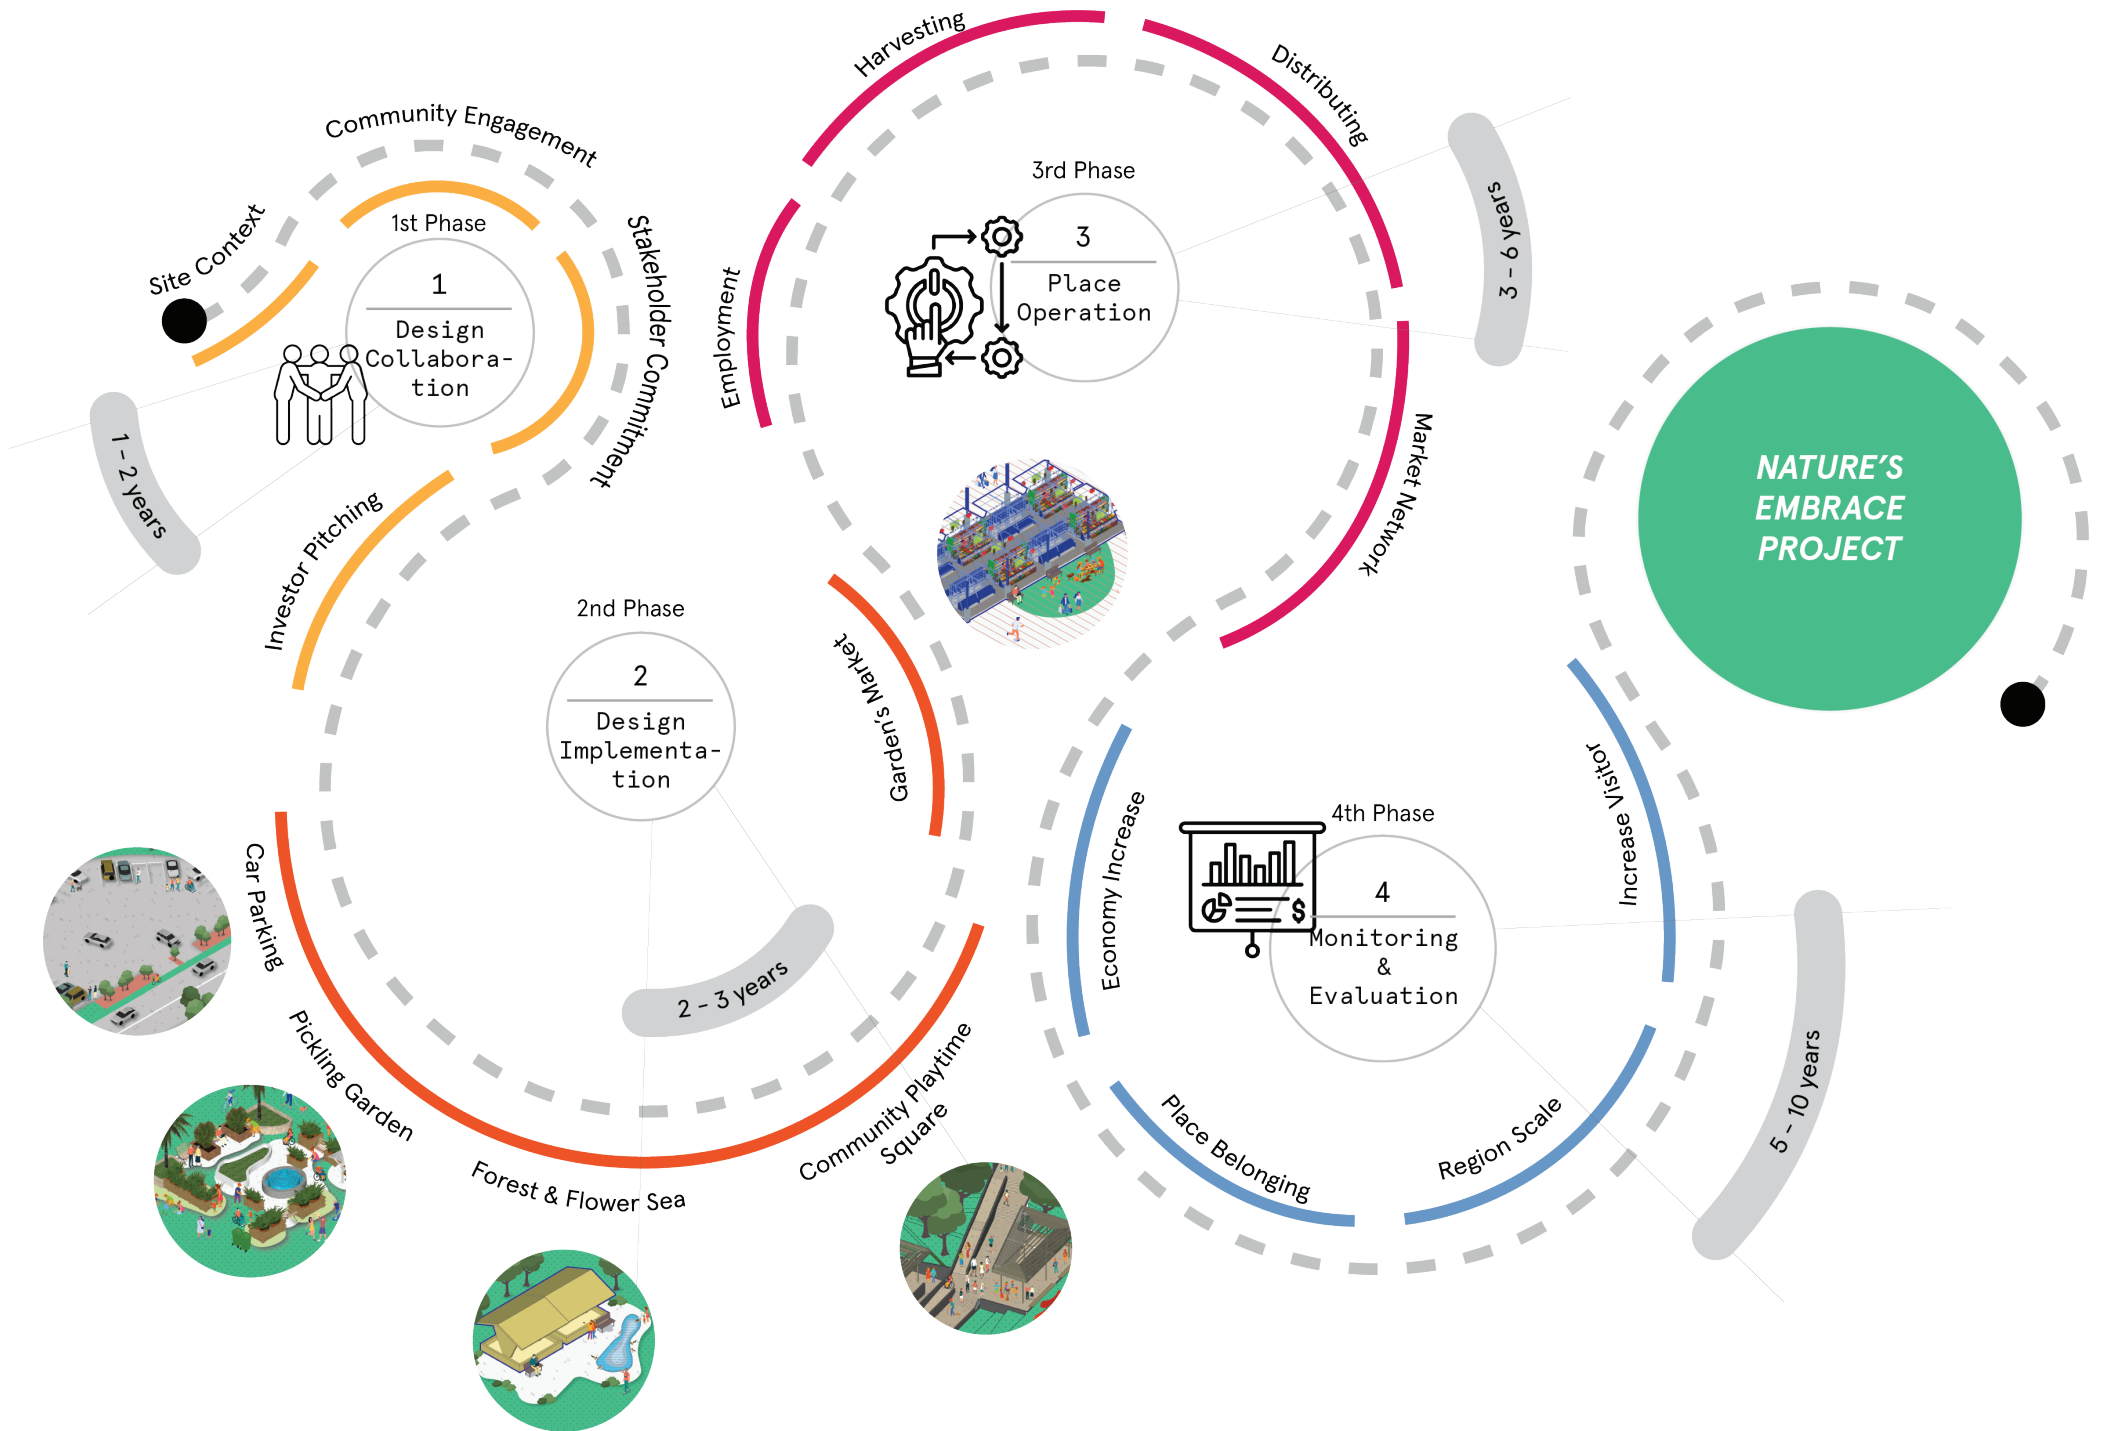 Site Context
Community Engagement
Stakeholder Commitment
Investor Pitching
1st Phase
1
Design
Collabora-
tion
1 - 2 years
2nd Phase
2
Design
Implementa-
tion
2 - 3 years
Car Parking
Pickling Garden
Forest & Flower Sea
Community Playtime
Square
Garden's Market
3rd Phase
3
Place
Operation
3 - 6 years
Employment
Harvesting
Distributing
Market Network
4th Phase
4
Monitoring
&
Evaluation
$
5 - 10 years
Economy Increase
Place Belonging
Region Scale
Increase Visitor
NATURE'S
EMBRACE
PROJECT